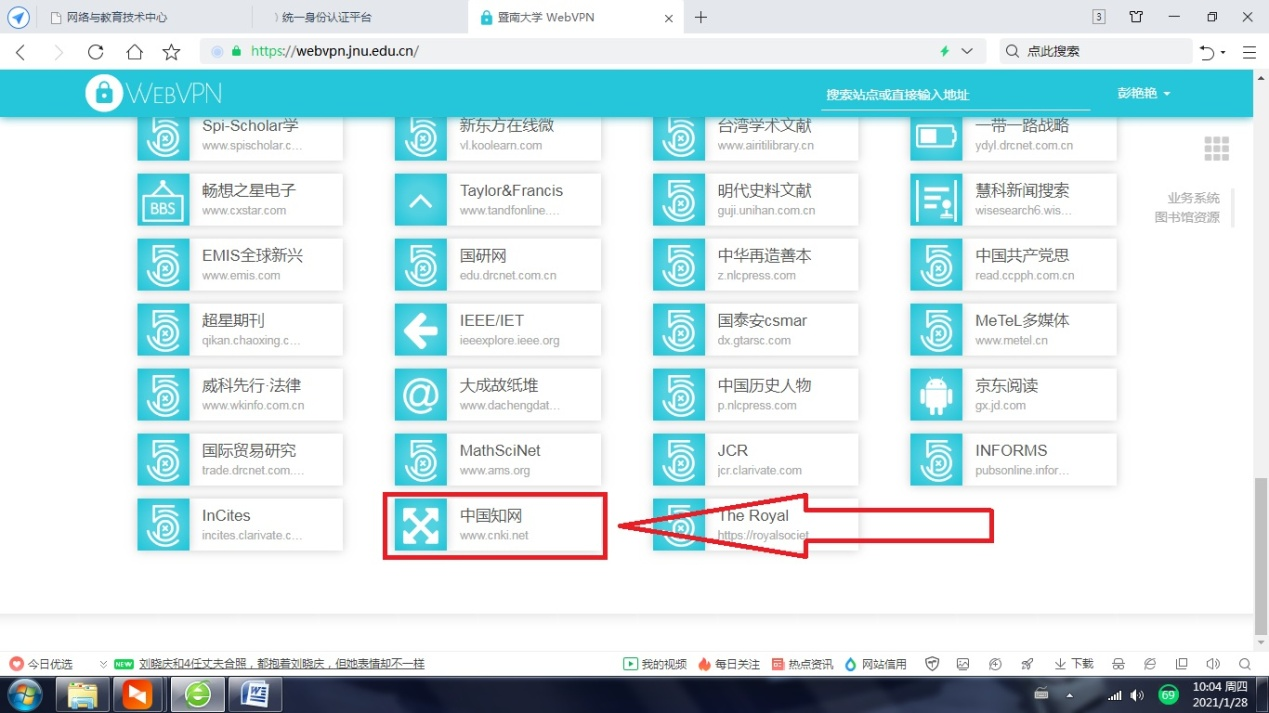 网络与教育技术中心
统一身份认证平台
暨南大学 WebVPN
3
https://webvpn.jnu.edu.cn/
点此搜索
WEBVPN
搜索站点或直接输入地址
彭艳艳
Spi-Scholar学
www.spischolar.c...
新东方在线微
vl.koolearn.com
台湾学术文献
www.airitilibrary.cn
一带一路战略
ydyl.drcnet.com.cn
畅想之星电子
www.cxstar.com
BBS
Taylor&Francis
www.tandfonline....
明代史料文献
guji.unihan.com.cn
慧科新闻搜索
wisesearch6.wis...
业务系统
图书馆资源
EMIS全球新兴
www.emis.com
国研网
edu.drcnet.com.cn
中华再造善本
z.nlcpress.com
中国共产党思
read.ccpph.com.cn
超星期刊
qikan.chaoxing.c...
IEEE/IET
ieeexplore.ieee.org
国泰安csmar
dx.gtarsc.com
MeTeL多媒体
www.metel.cn
威科先行·法律
www.wkinfo.com.cn
@
大成故纸堆
www.dachengdat...
中国历史人物
p.nlcpress.com
京东阅读
gx.jd.com
国际贸易研究
trade.drcnet.com....
MathSciNet
www.ams.org
JCR
jcr.clarivate.com
INFORMS
pubsonline.infor...
InCites
incites.clarivate.c...
中国知网
www.cnki.net
The Royal
https://royalsociet
今日优选
NEW
刘晓庆和4任丈夫合照，都抱着刘晓庆，但她表情却不一样
我的视频
每日关注
热点资讯
网站信用
下载
69
10:04 周四
2021/1/28